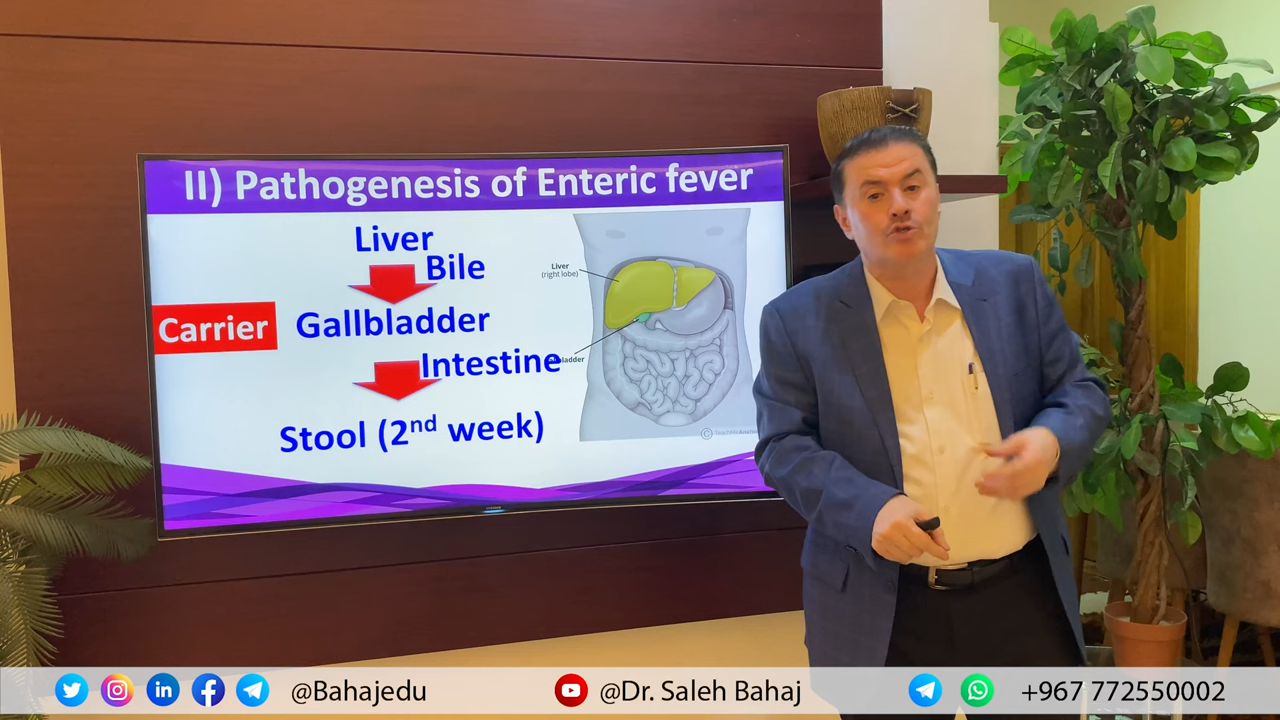 II) Pathogenesis of Enteric fever
Liver
Bile
Carrier
Gallbladder
Intestine
Stool (2nd week)
Liver
(right lobe)
@Bahajedu
@Dr. Saleh Bahaj
+967 772550002